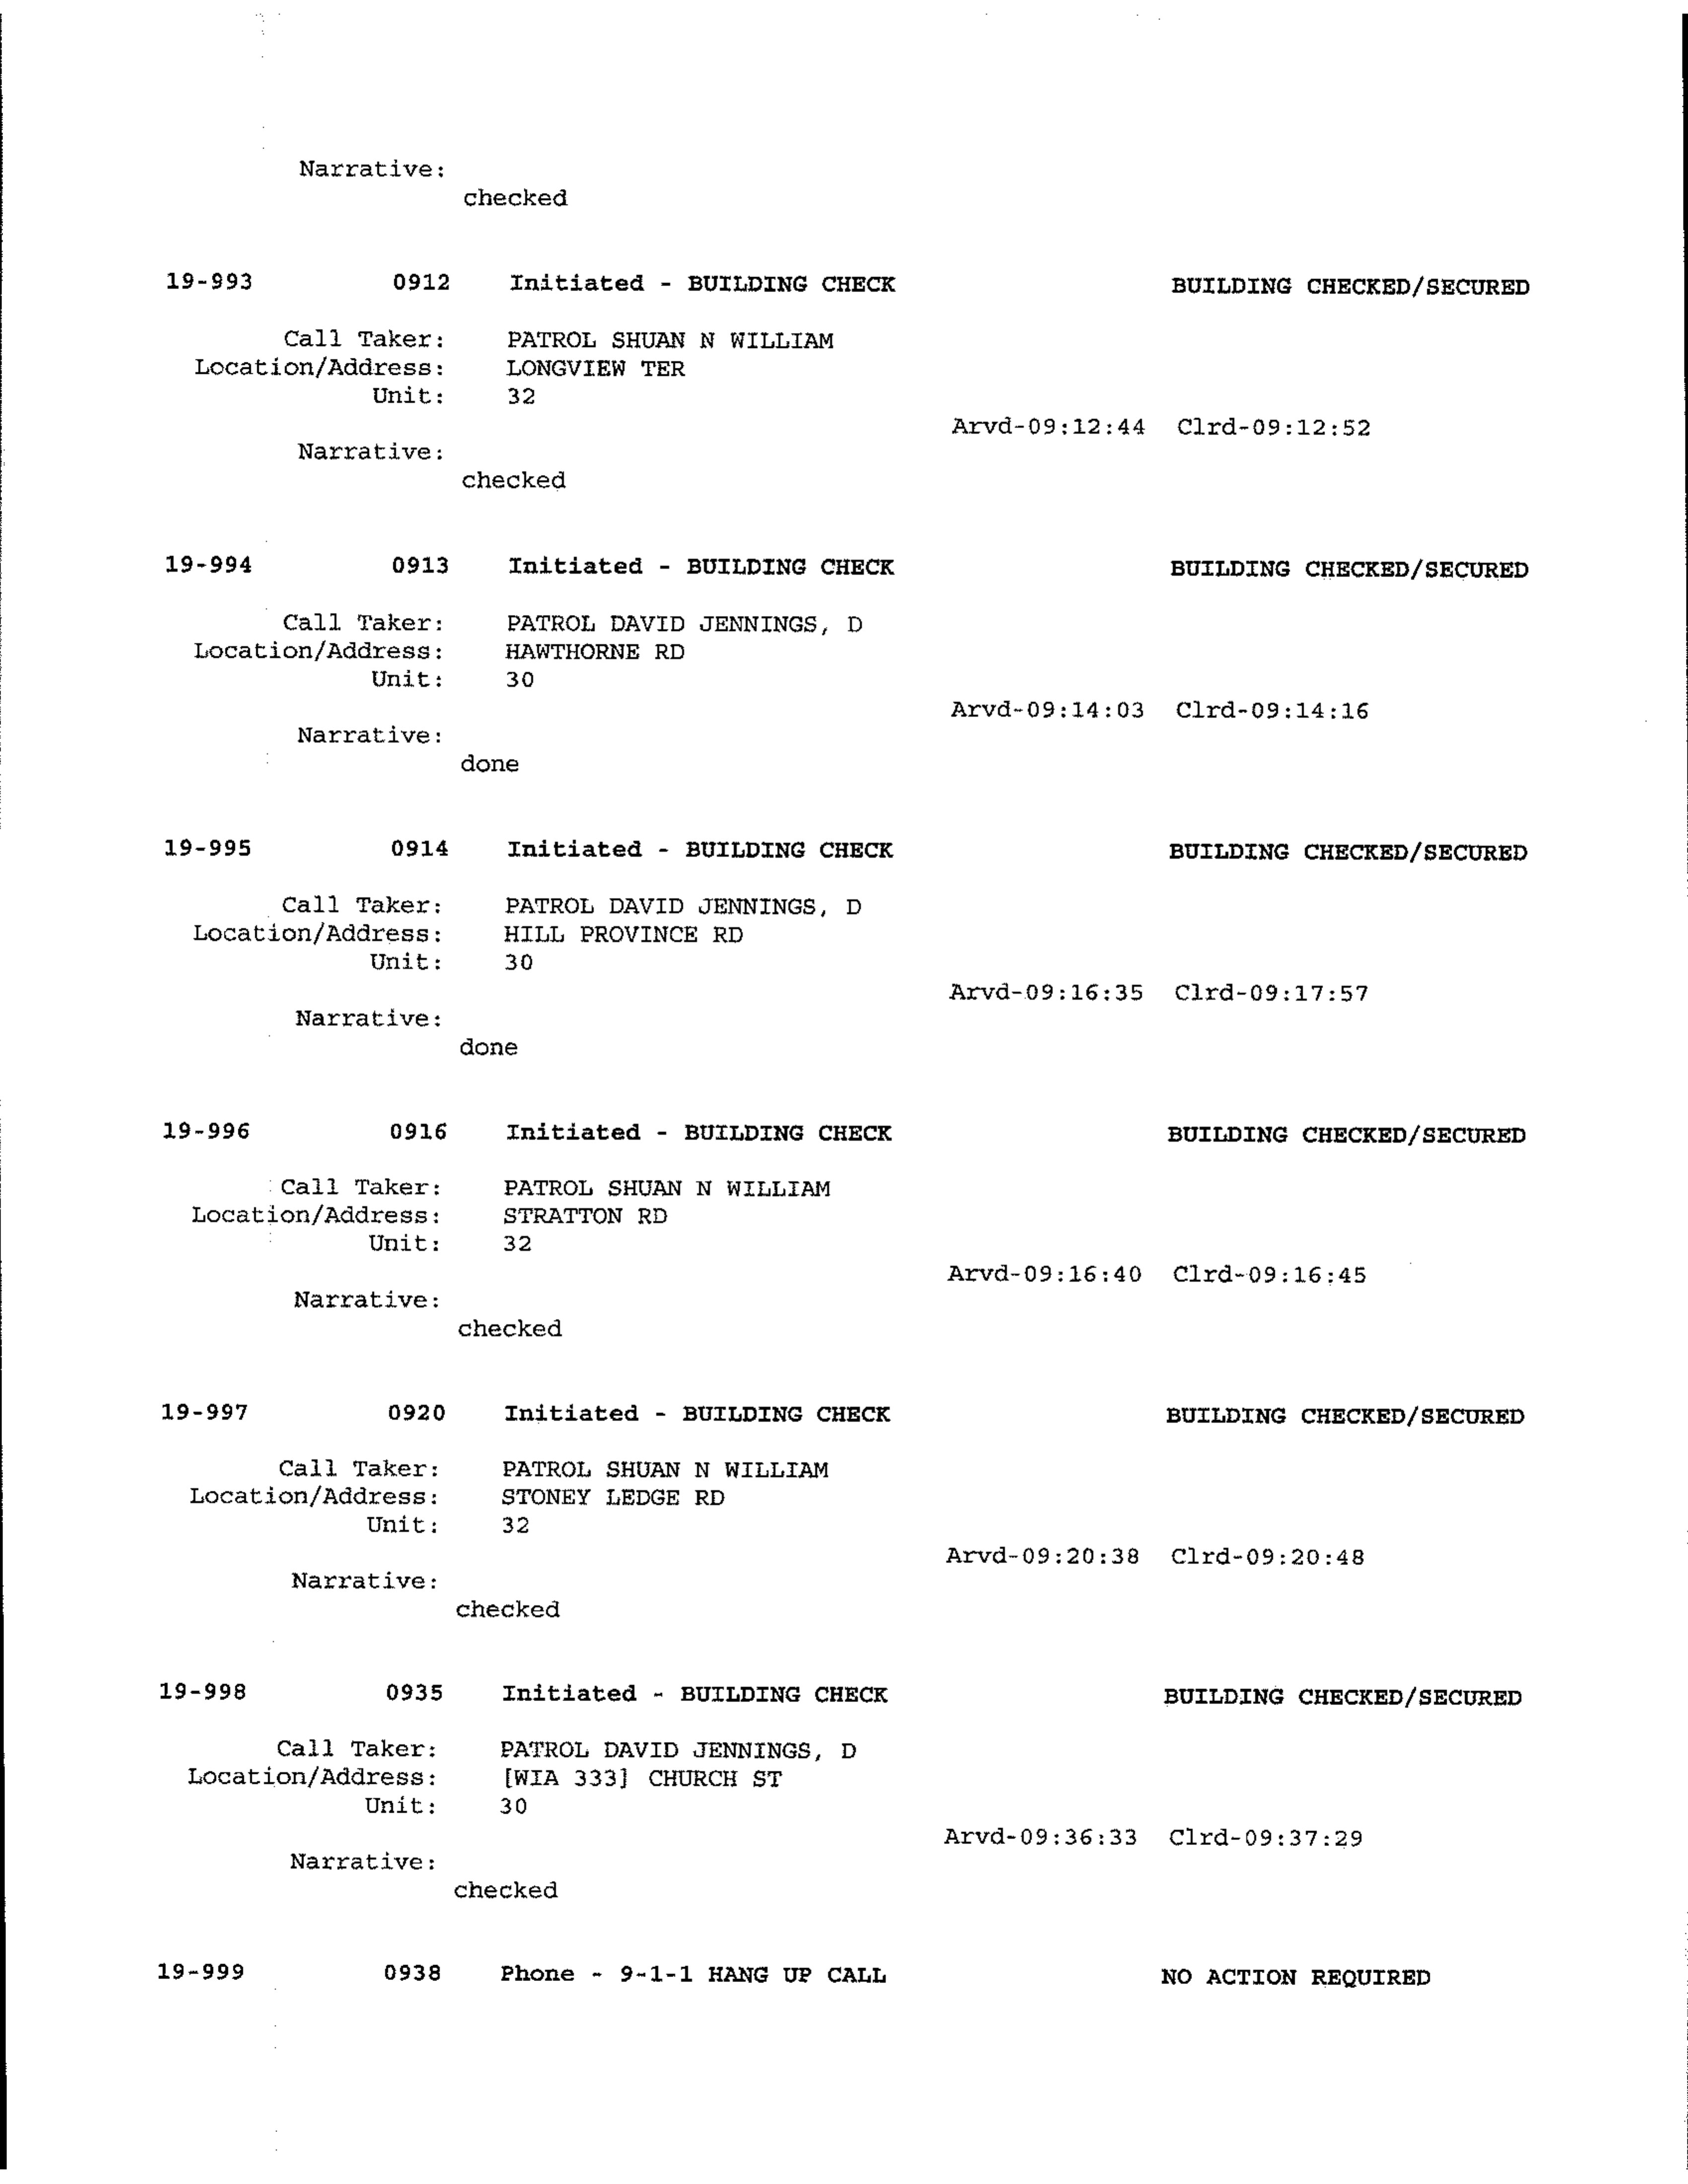 Narrative:
checked
19-993 0912 Initiated - BUILDING CHECK BUILDING CHECKED/SECURED
Call Taker: PATROL SHUAN N WILLIAM
Location/Address: LONGVIEW TER
Unit: 32
Arvd-09:12:44 Clrd-09:12:52
Narrative:
checked
19-994 0913 Initiated - BUILDING CHECK BUILDING CHECKED/SECURED
Call Taker: PATROL DAVID JENNINGS, D
Location/Address: HAWTHORNE RD
Unit: 30
Arvd-09:14:03 Clrd-09:14:16
Narrative:
done
19-995 0914 Initiated - BUILDING CHECK BUILDING CHECKED/SECURED
Call Taker: PATROL DAVID JENNINGS, D
Location/Address: HILL PROVINCE RD
Unit: 30
Arvd-09:16:35 Clrd-09:17:57
Narrative:
done
19-996 0916 Initiated - BUILDING CHECK BUILDING CHECKED/SECURED
Call Taker: PATROL SHUAN N WILLIAM
Location/Address: STRATTON RD
Unit: 32
Arvd-09:16:40 Clrd-09:16:45
Narrative:
checked
19-997 0920 Initiated - BUILDING CHECK BUILDING CHECKED/SECURED
Call Taker: PATROL SHUAN N WILLIAM
Location/Address: STONEY LEDGE RD
Unit: 32
Arvd-09:20:38 Clrd-09:20:48
Narrative:
checked
19-998 0935 Initiated - BUILDING CHECK BUILDING CHECKED/SECURED
Call Taker: PATROL DAVID JENNINGS, D
Location/Address: [WIA 333] CHURCH ST
Unit: 30
Arvd-09:36:33 Clrd-09:37:29
Narrative:
checked
19-999 0938 Phone - 9-1-1 HANG UP CALL NO ACTION REQUIRED